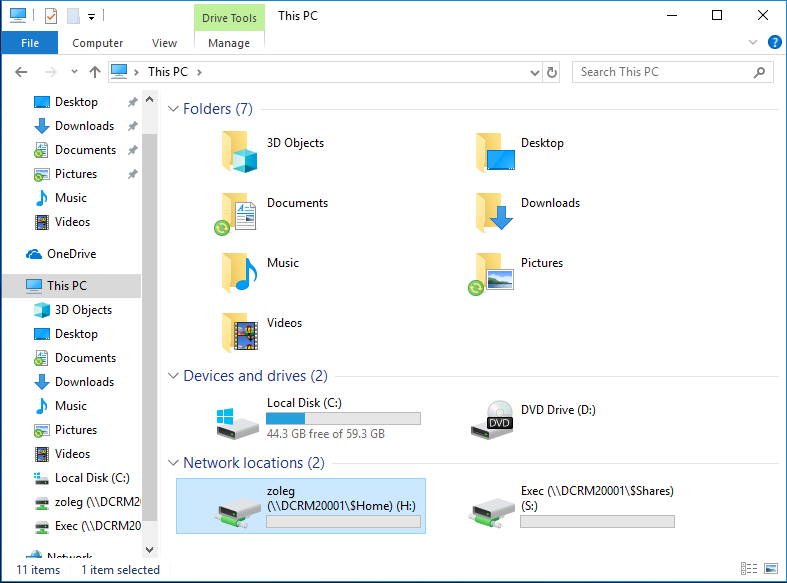 Drive Tools
This PC
File
Computer
View
Manage
This PC
Search This PC
Desktop
Downloads
Documents
Pictures
Music
Videos
OneDrive
This PC
3D Objects
Desktop
Documents
Downloads
Music
Pictures
Videos
Local Disk (C:)
zoleg (\\DCRM20
Exec (\\DCRM20
Network
Folders (7)
3D Objects
Desktop
Documents
Downloads
Music
Pictures
Videos
Devices and drives (2)
Local Disk (C:)
44.3 GB free of 59.3 GB
DVD Drive (D:)
DVD
Network locations (2)
zoleg
(\\DCRM20001\$Home) (H:)
Exec (\\DCRM20001\$Shares)
(S:)
11 items
1 item selected